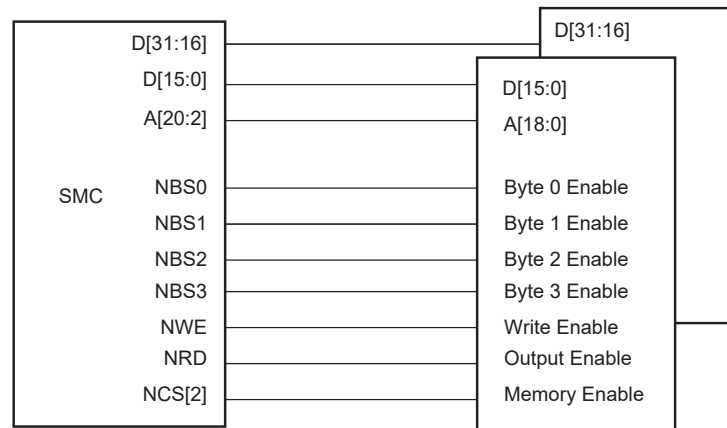 D[31:16] D[31:16]
D[15:0] D[15:0]
A[20:2] A[18:0]
SMC NBS0 Byte 0 Enable
NBS1 Byte 1 Enable
NBS2 Byte 2 Enable
NBS3 Byte 3 Enable
NWE Write Enable
NRD Output Enable
NCS[2] Memory Enable